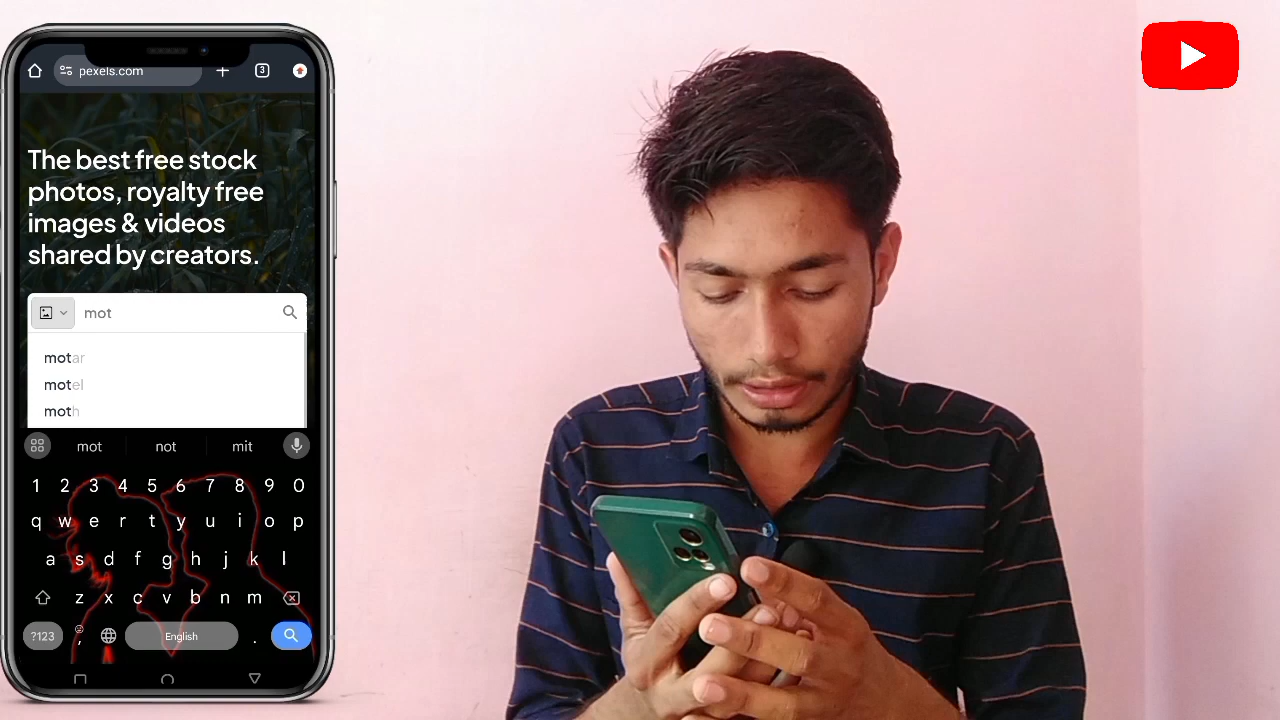 pexels.com
3
The best free stock
photos, royalty free
images & videos
shared by creators.
mot
motar
motel
moth
mot not mit
1 2 3 4 5 6 7 8 9 0
q w e r t y u i o p
a s d f g h j k l
z x c v b n m
?123 , English .